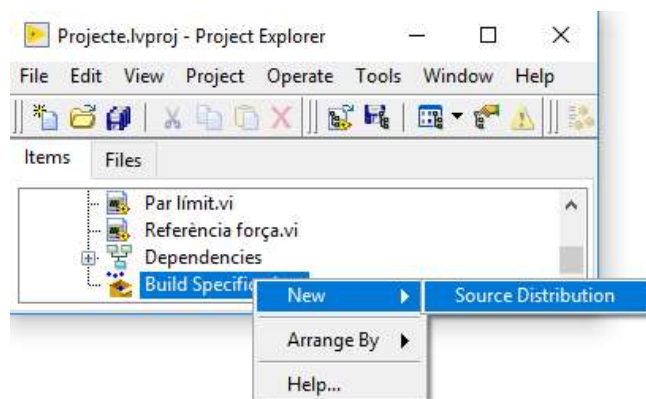 Projecte.lvproj - Project Explorer
File Edit View Project Operate Tools Window Help
Items Files
Par límit.vi
Referència força.vi
Dependencies
Build Specific
New Source Distribution
Arrange By
Help...